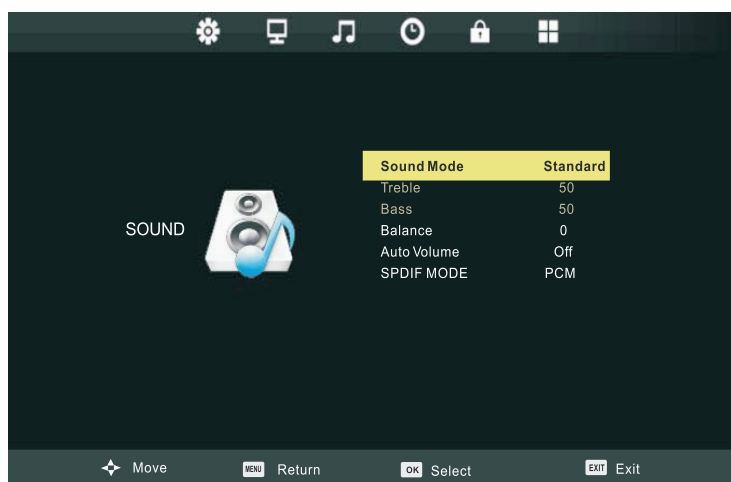 Sound Mode Standard
Treble 50
Bass 50
SOUND
Balance 0
Auto Volume Off
SPDIF MODE PCM
Move MENU Return OK Select EXIT Exit